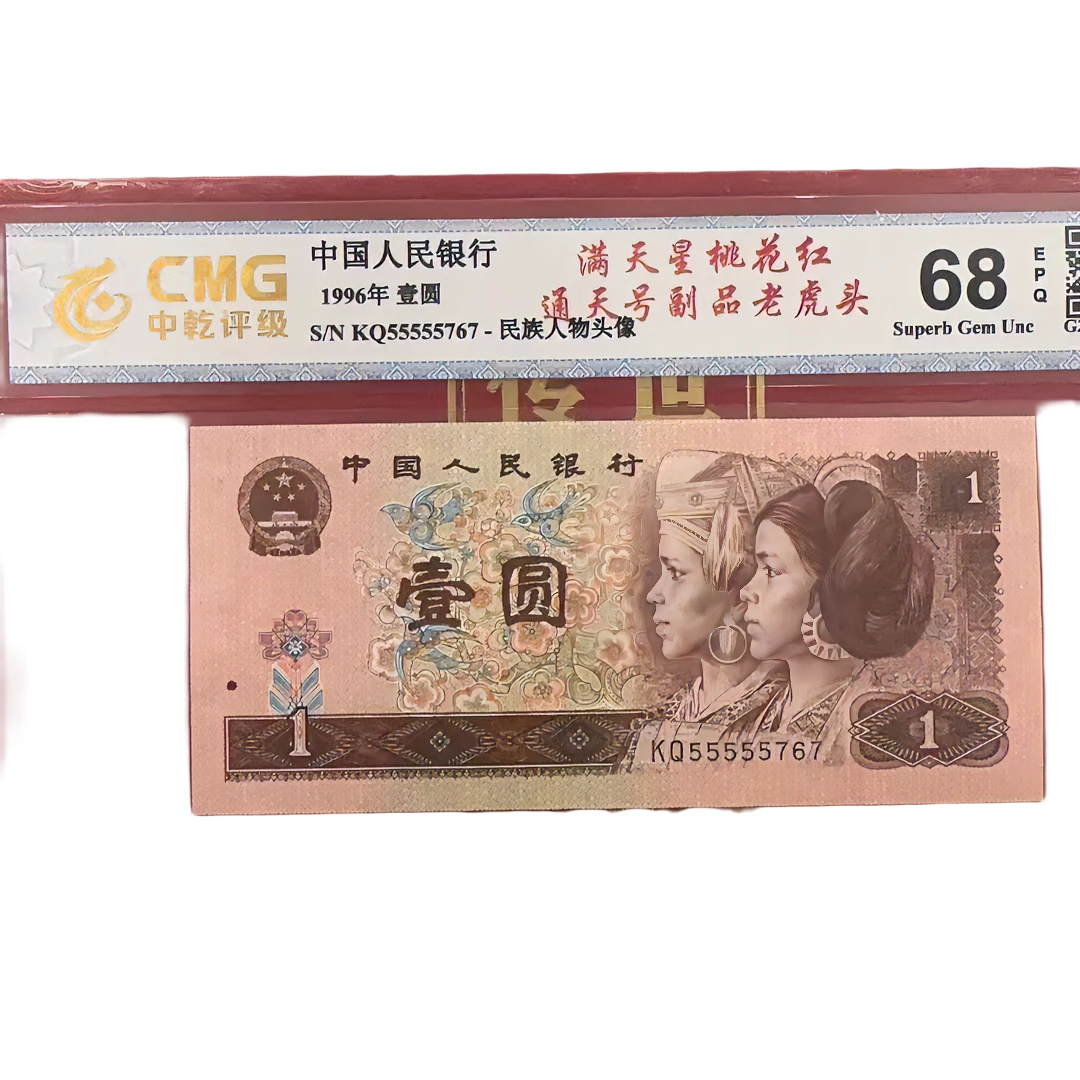 CMG
中乾评级
中国人民银行
1996年 壹圆
S/N KQ55555767 - 民族人物头像
满天星桃花红
通天号副品老虎头
68
EPQ
Superb Gem Unc
中国人民银行
壹圆
1
1
1
KQ55555767